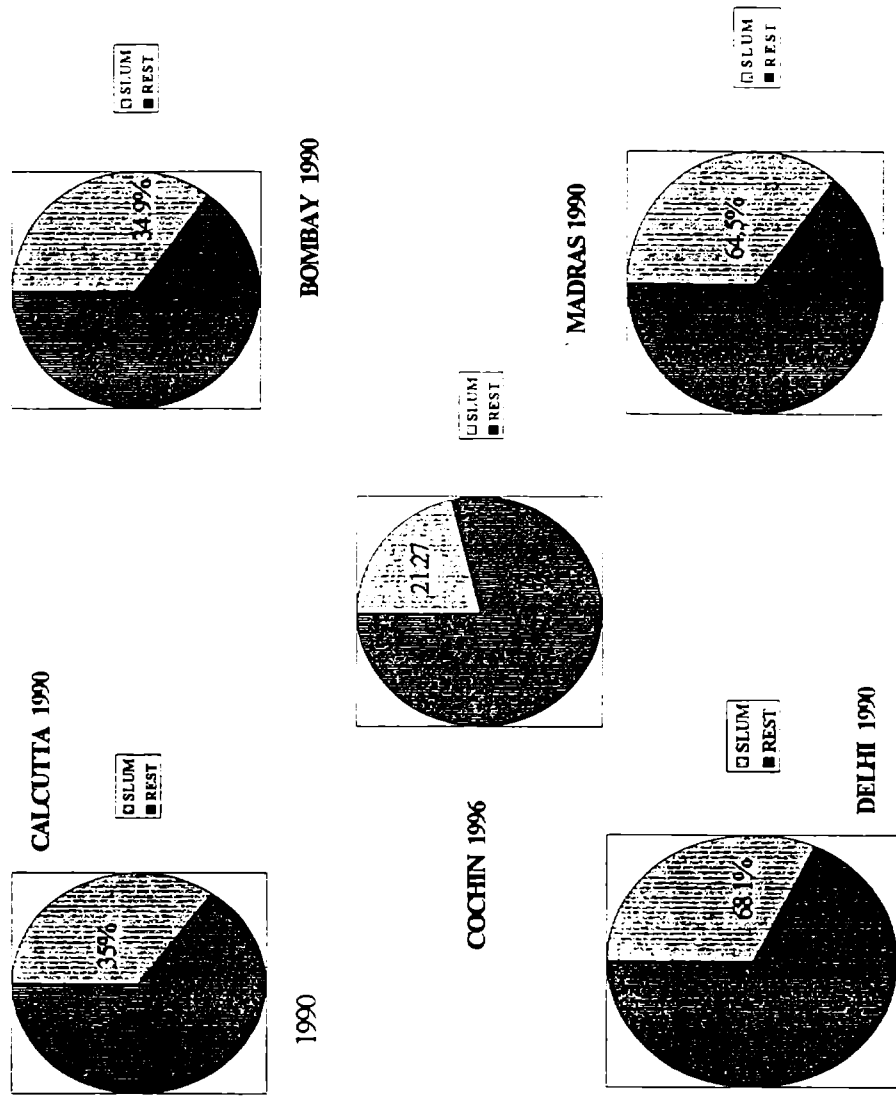 CALCUTTA 1990
35%
□ SLUM
■ REST
1990
34.9%
□ SLUM
■ REST
BOMBAY 1990
21.27
□ SLUM
■ REST
COCHIN 1996
MADRAS 1990
68.1%
□ SLUM
■ REST
DELHI 1990
64.5%
□ SLUM
■ REST